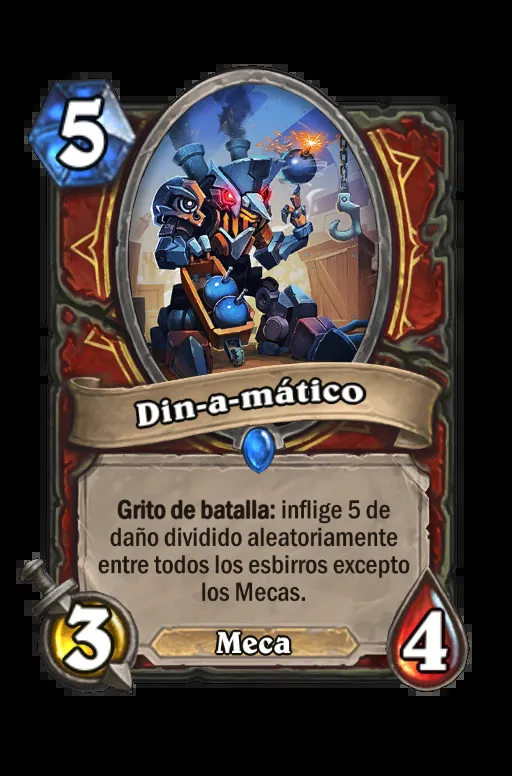 5
Din-a-mático
Grito de batalla: inflige 5 de
daño dividido aleatoriamente
entre todos los esbirros excepto
los Mecas.
3
Meca
4